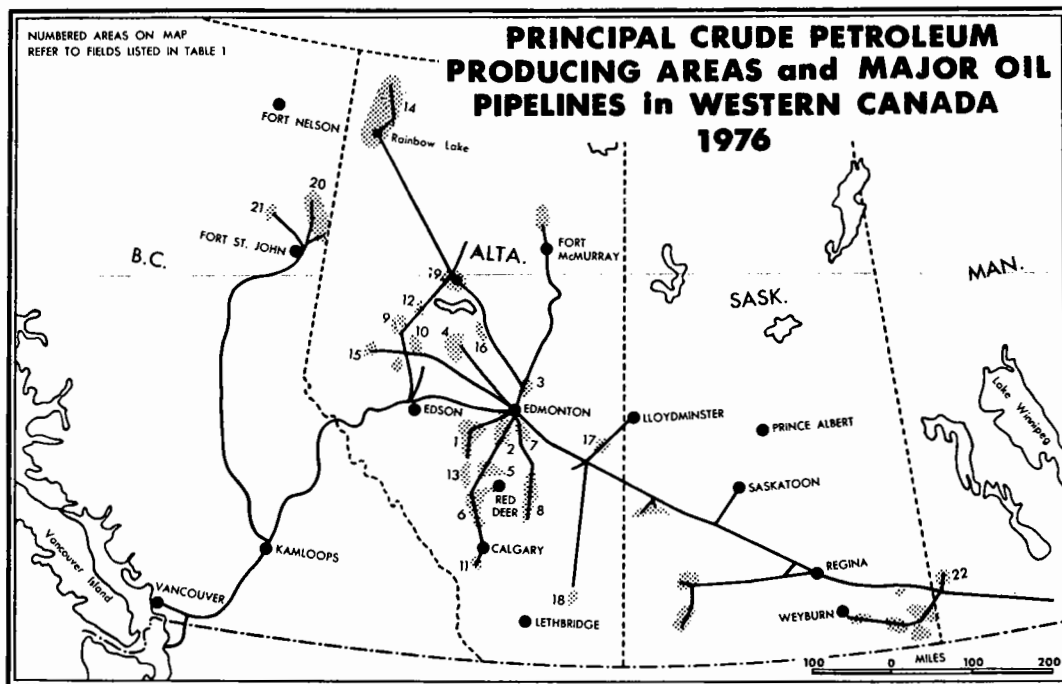 NUMBERED AREAS ON MAP
REFER TO FIELDS LISTED IN TABLE 1
PRINCIPAL CRUDE PETROLEUM
PRODUCING AREAS and MAJOR OIL
PIPELINES in WESTERN CANADA
1976
14
FORT NELSON
Rainbow Lake
20
21
FORT ST. JOHN
B.C.
ALTA.
FORT
McMURRAY
SASK.
MAN.
19
12
9
10
4
16
15
3
EDSON
EDMONTON
LLOYDMINSTER
PRINCE ALBERT
Lake Winnipeg
1
2
7
17
13
5
RED
DEER
SASKATOON
6
8
KAMLOOPS
CALGARY
11
Vancouver Island
VANCOUVER
REGINA
22
18
LETHBRIDGE
WEYBURN
MILES
100 0 100 200